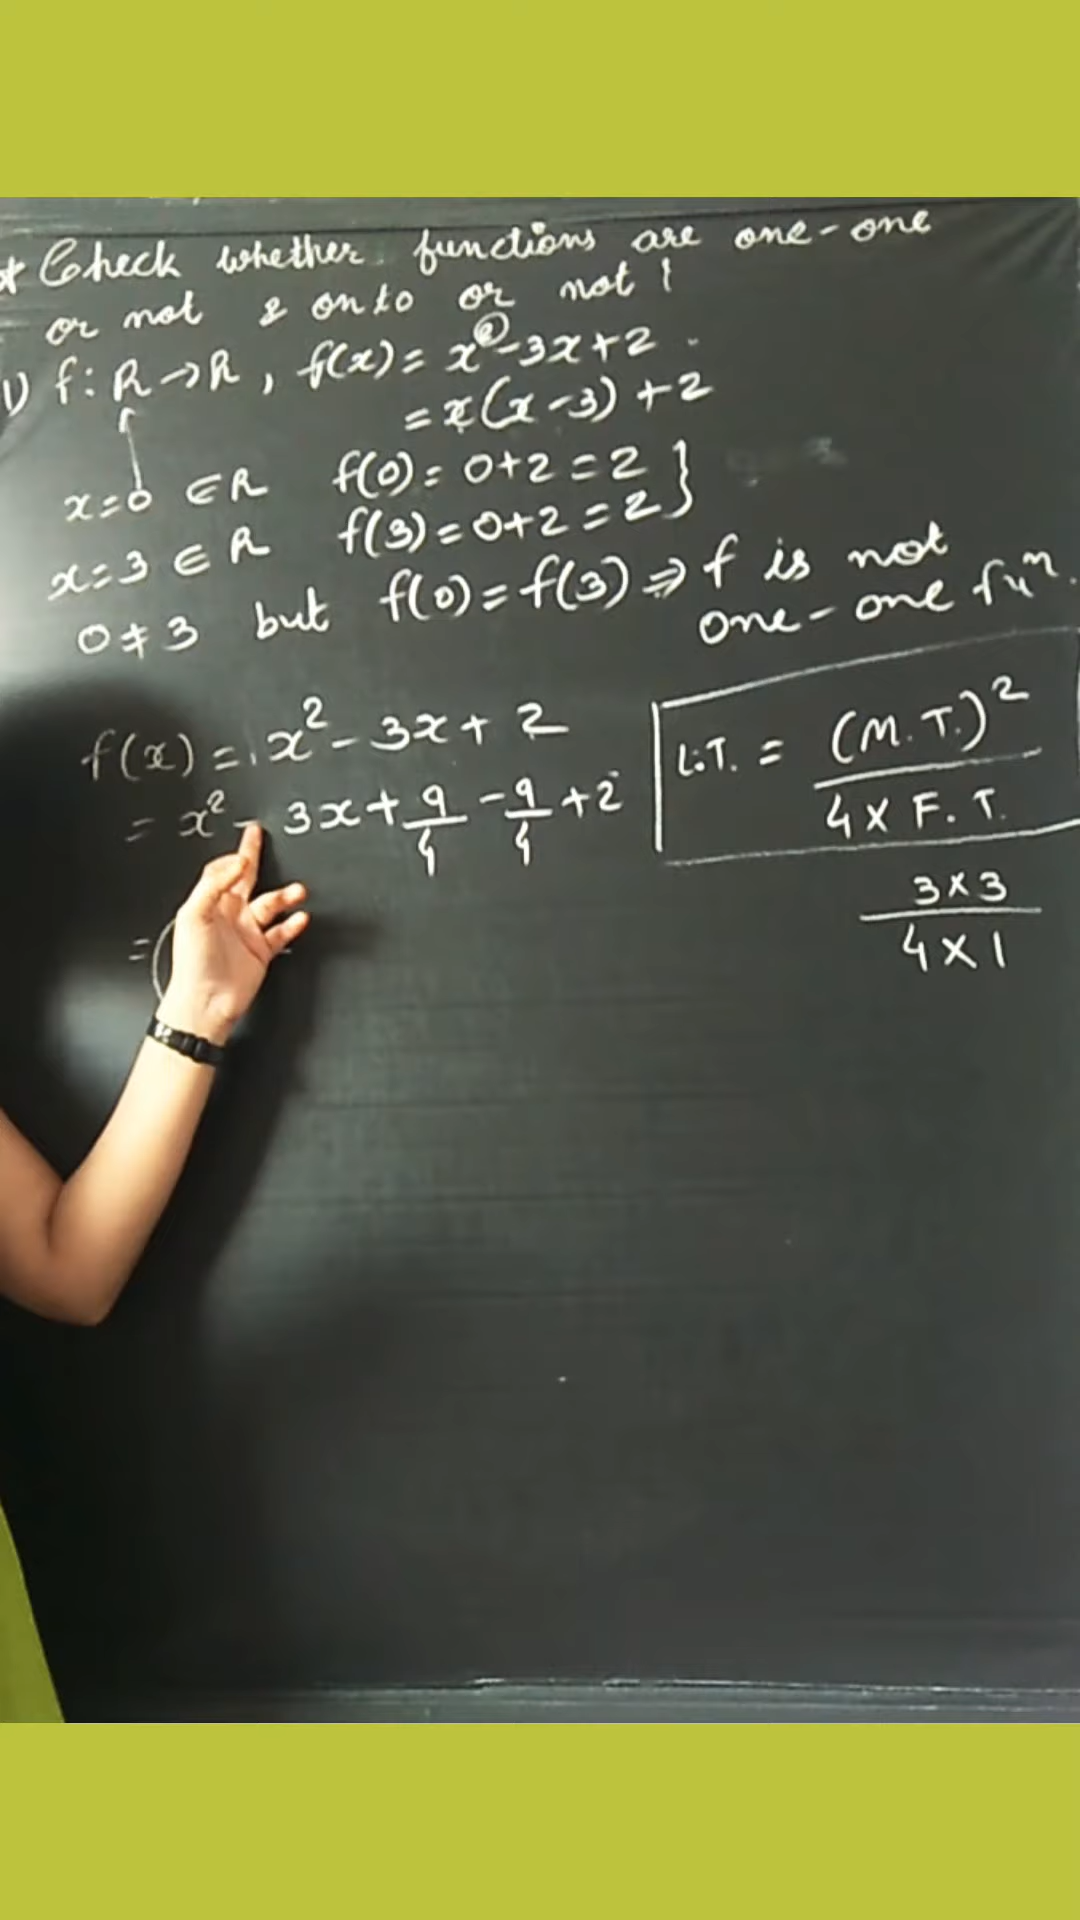 * Check whether functions are one-one
or not & onto or not !
1) f: R → R, f(x) = x² - 3x + 2
= x(x - 3) + 2
x = 0 ∈ R f(0) = 0 + 2 = 2 }
x = 3 ∈ R f(3) = 0 + 2 = 2 }
0 ≠ 3 but f(0) = f(3) ⇒ f is not
one-one fuⁿ.
f(x) = x² - 3x + 2
= x² - 3x + 9/4 - 9/4 + 2
= (
L.T. = (M.T.)² / 4 × F.T.
3 × 3 / 4 × 1